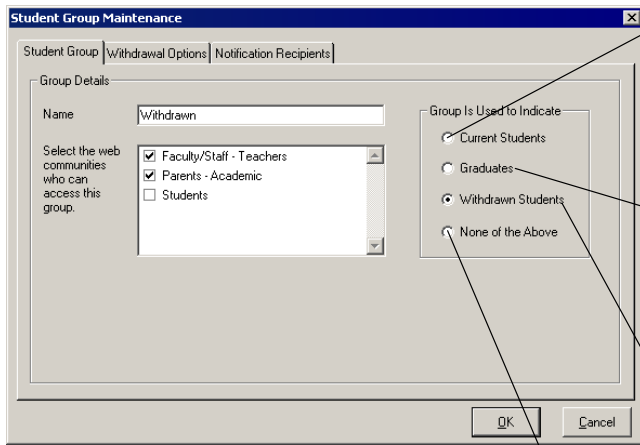 Student Group Maintenance
Student Group Withdrawal Options Notification Recipients
Group Details
Name Withdrawn
Select the web
communities
who can
access this
group.
Faculty/Staff - Teachers
Parents - Academic
Students
Group Is Used to Indicate
Current Students
Graduates
Withdrawn Students
None of the Above
OK Cancel